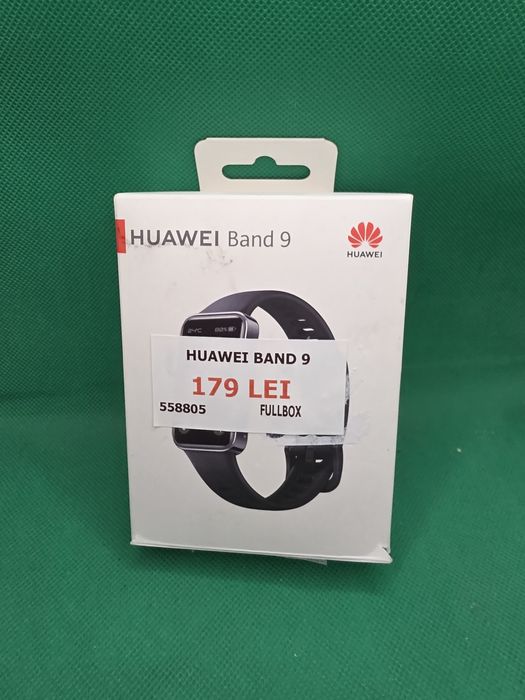 HUAWEI Band 9
HUAWEI
HUAWEI BAND 9
179 LEI
558805 FULLBOX